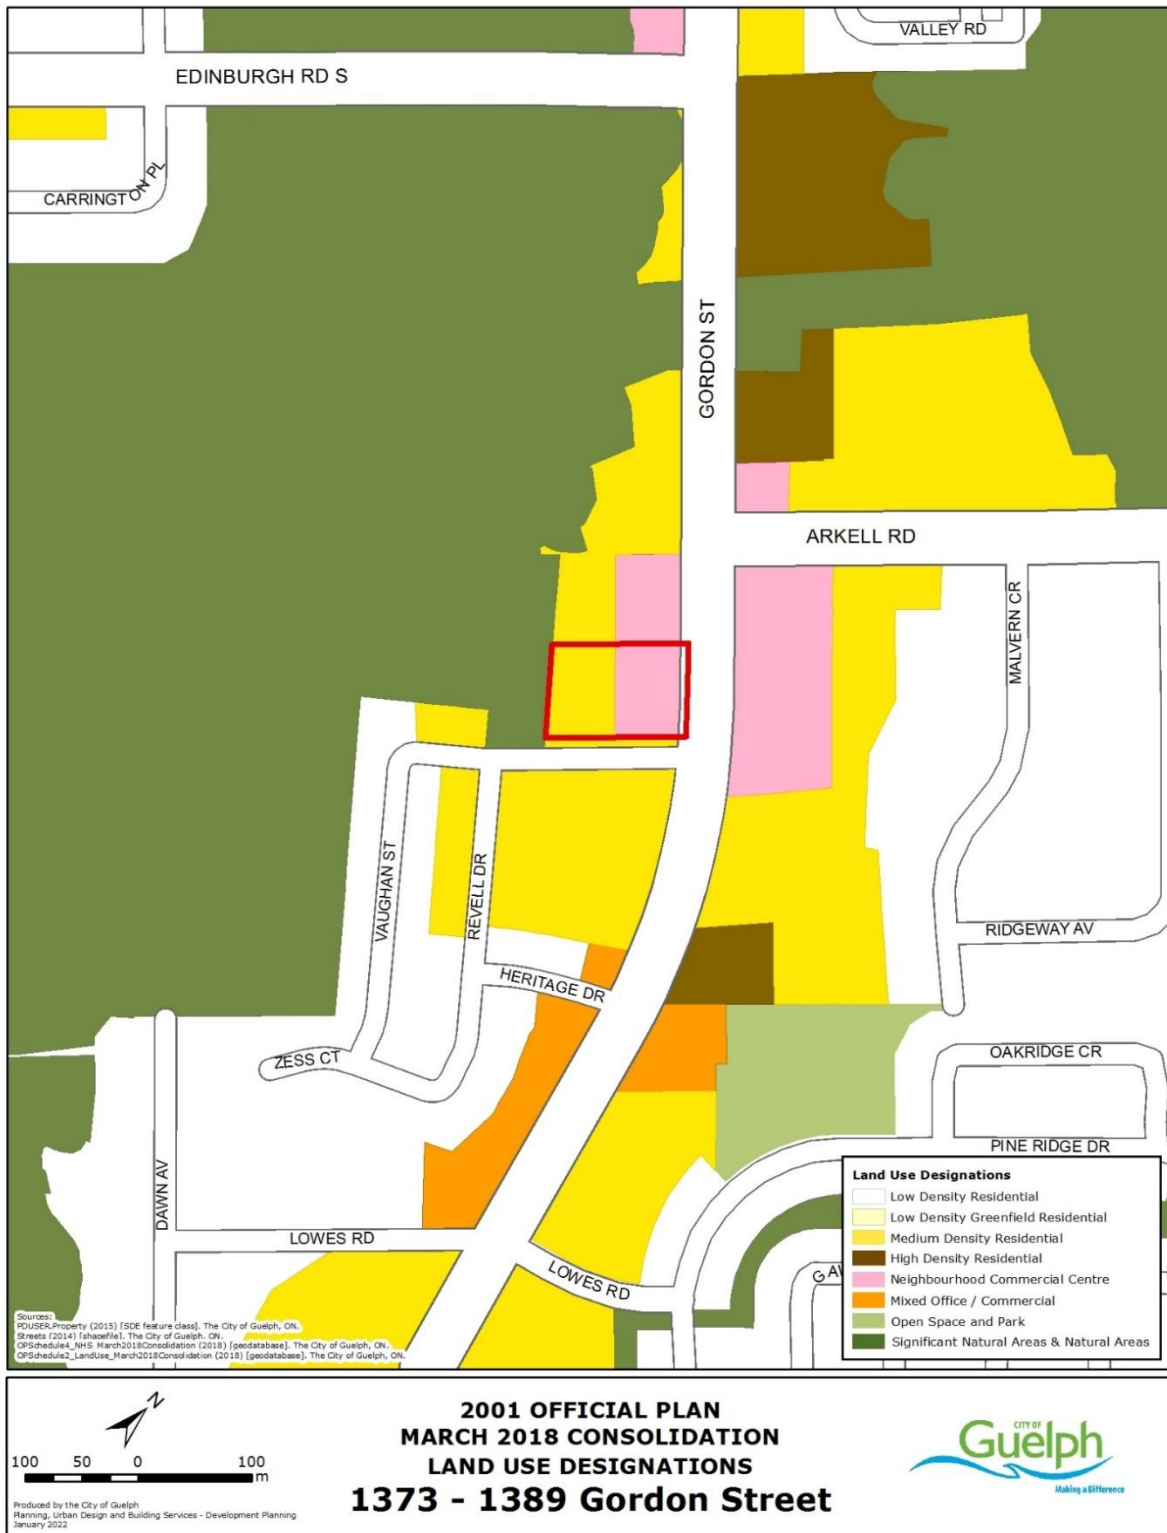 VALLEY RD
EDINBURGH RD S
CARRINGTON PL
GORDON ST
ARKELL RD
MALVERN CR
VAUGHAN ST
REVELL DR
RIDGEWAY AV
HERITAGE DR
ZESS CT
OAKRIDGE CR
PINE RIDGE DR
DAWN AV
LOWES RD
LOWES RD
Land Use Designations
Low Density Residential
Low Density Greenfield Residential
Medium Density Residential
High Density Residential
Neighbourhood Commercial Centre
Mixed Office / Commercial
Open Space and Park
Significant Natural Areas & Natural Areas
Sources:
PDUSER.Property (2015) [SDE feature class]. The City of Guelph, ON.
Streets (2014) [shapefile]. The City of Guelph. ON.
OPSchedule4_NHS_March2018Consolidation (2018) [geodatabase]. The City of Guelph, ON.
OPSchedule2_LandUse_March2018Consolidation (2018) [geodatabase]. The City of Guelph, ON.
N
100 50 0 100
m
Produced by the City of Guelph
Planning, Urban Design and Building Services - Development Planning
January 2022
2001 OFFICIAL PLAN
MARCH 2018 CONSOLIDATION
LAND USE DESIGNATIONS
1373 - 1389 Gordon Street
CITY OF
Guelph
Making a Difference